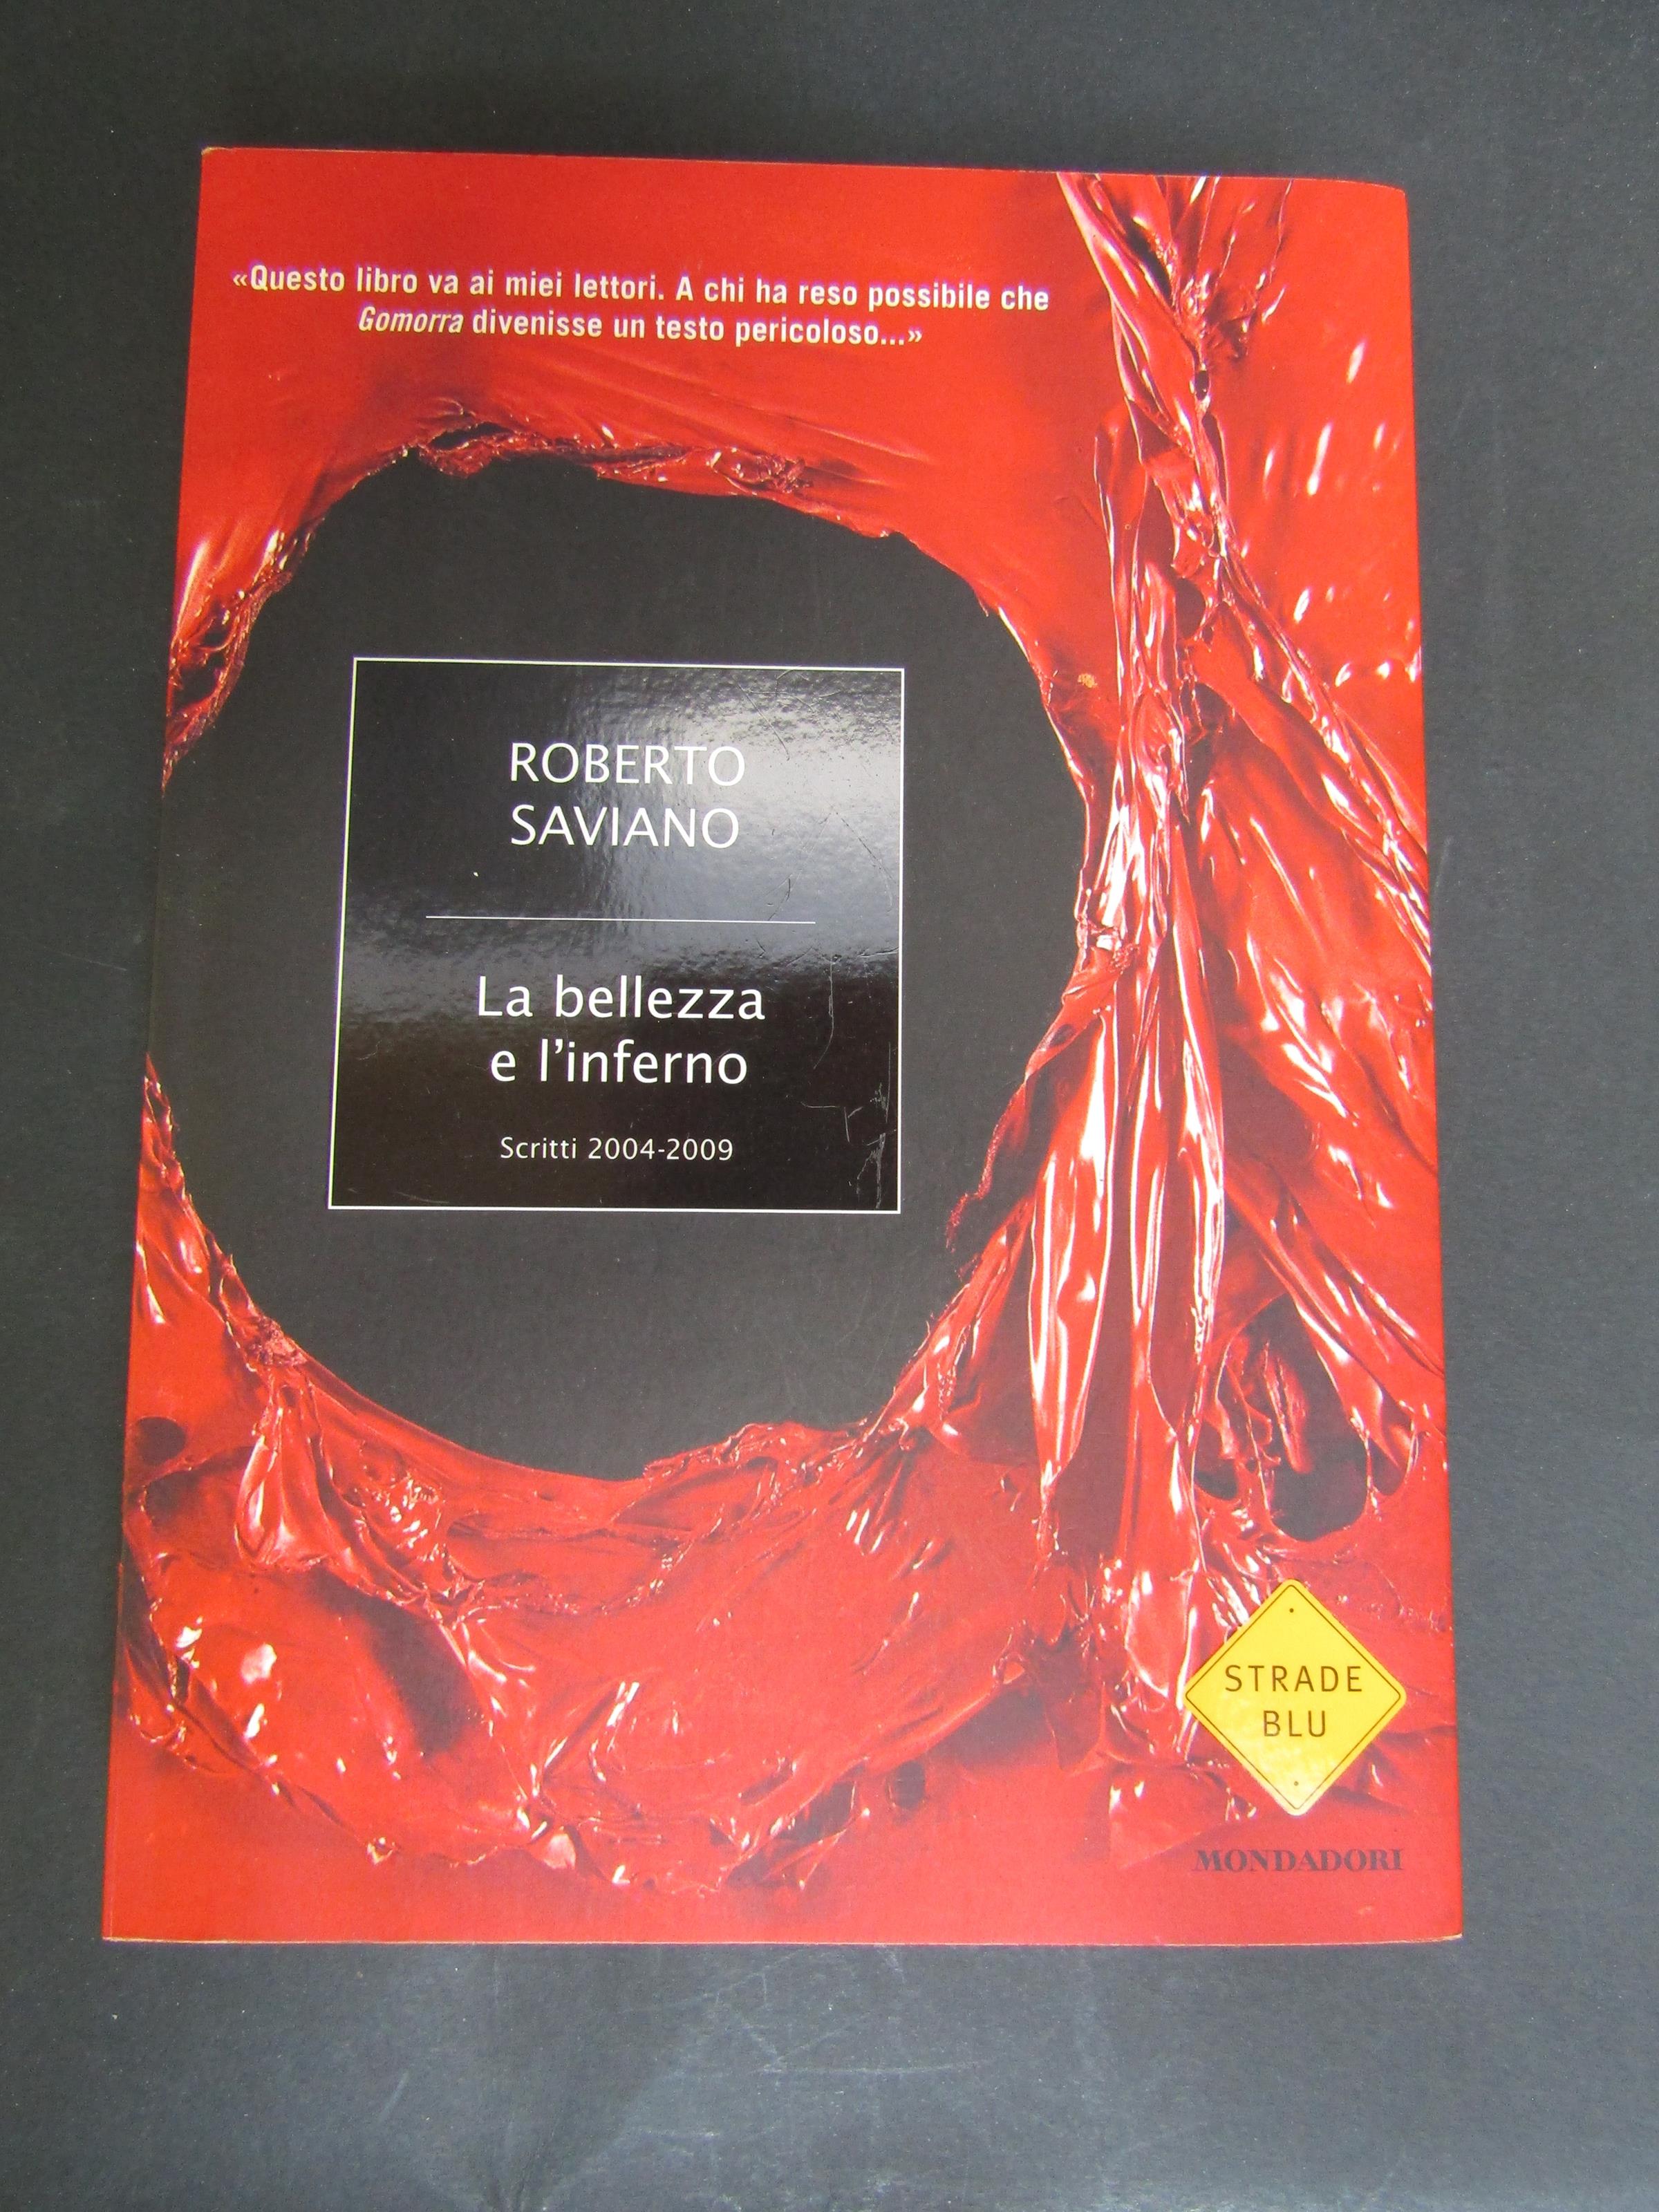 «Questo libro va ai miei lettori. A chi ha reso possibile che
Gomorra divenisse un testo pericoloso...»
ROBERTO
SAVIANO
La bellezza
e l'inferno
Scritti 2004-2009
STRADE
BLU
MONDADORI